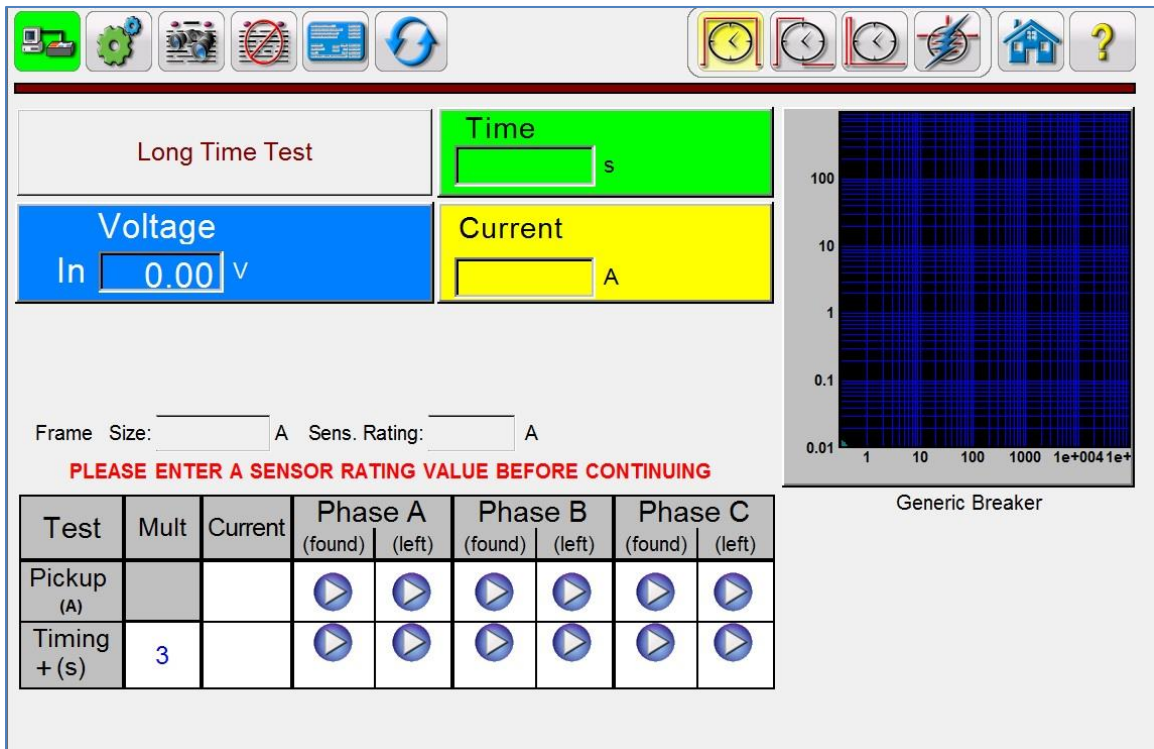 ?
Long Time Test
Time
s
Voltage
In 0.00 V
Current
A
100
10
1
0.1
0.01
1 10 100 1000 1e+004 1e+
Generic Breaker
Frame Size: A Sens. Rating: A
PLEASE ENTER A SENSOR RATING VALUE BEFORE CONTINUING
Test Mult Current Phase A Phase B Phase C
(found) (left) (found) (left) (found) (left)
Pickup
(A)
Timing
+(s) 3